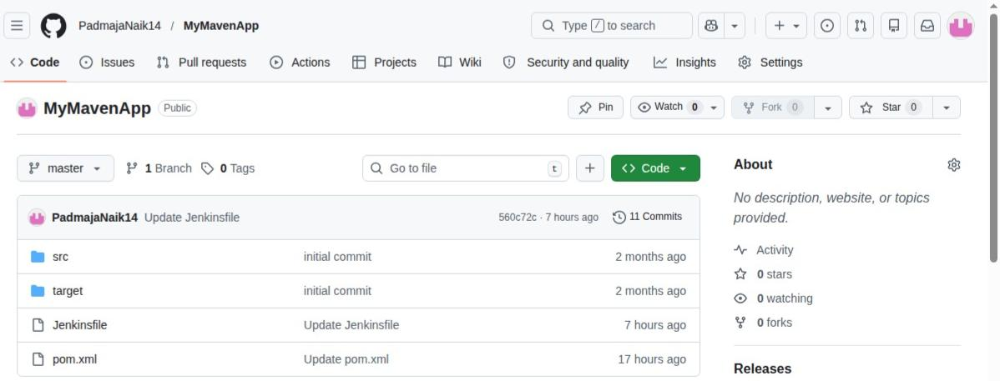 PadmajaNaik14 / MyMavenApp Type / to search
Code Issues Pull requests Actions Projects Wiki Security and quality Insights Settings
MyMavenApp Public Pin Watch 0 Fork 0 Star 0
master 1 Branch 0 Tags Go to file t Code
About
No description, website, or topics
provided.
PadmajaNaik14 Update Jenkinsfile 560c72c · 7 hours ago 11 Commits
src initial commit 2 months ago
target initial commit 2 months ago
Jenkinsfile Update Jenkinsfile 7 hours ago
pom.xml Update pom.xml 17 hours ago
Activity
0 stars
0 watching
0 forks
Releases